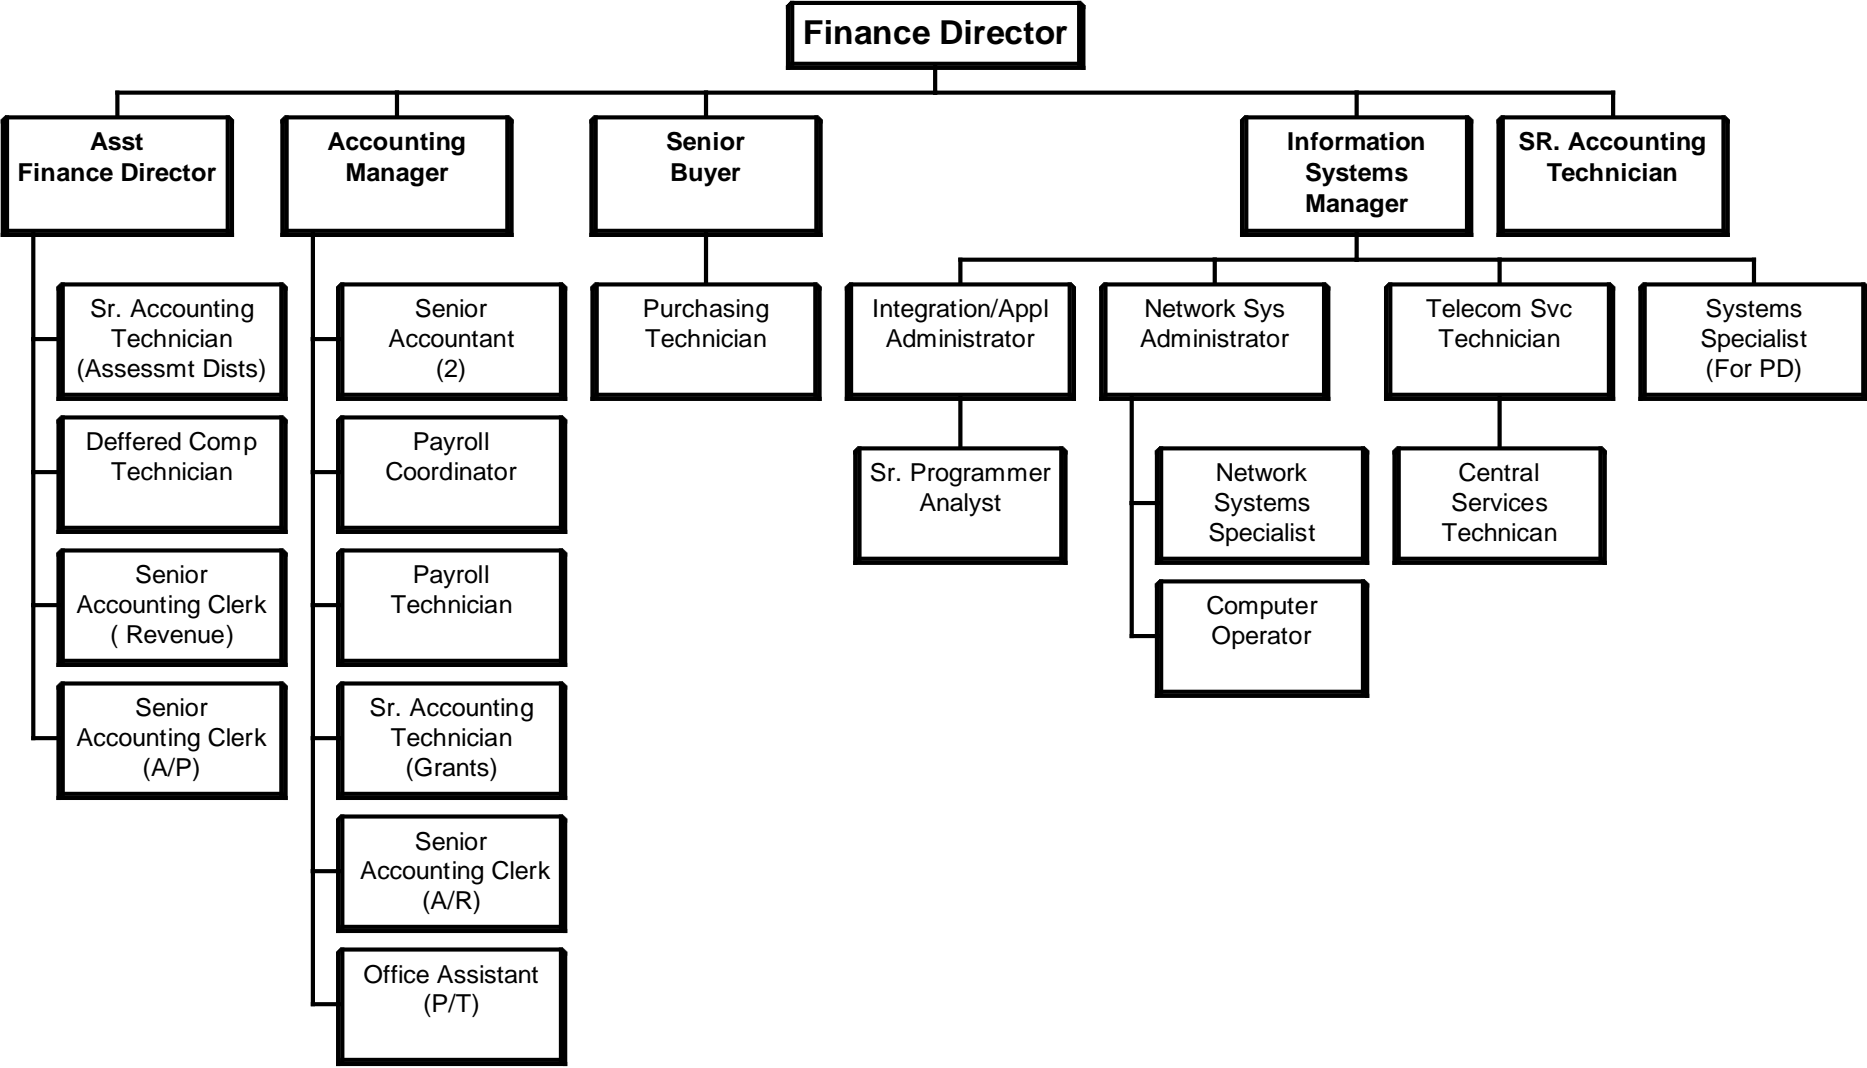 Finance Director
Asst
Finance Director
Accounting
Manager
Senior
Buyer
Information
Systems
Manager
SR. Accounting
Technician
Sr. Accounting
Technician
(Assessmt Dists)
Deffered Comp
Technician
Senior
Accounting Clerk
( Revenue)
Senior
Accounting Clerk
(A/P)
Senior
Accountant
(2)
Payroll
Coordinator
Payroll
Technician
Sr. Accounting
Technician
(Grants)
Senior
Accounting Clerk
(A/R)
Office Assistant
(P/T)
Purchasing
Technician
Integration/Appl
Administrator
Sr. Programmer
Analyst
Network Sys
Administrator
Network
Systems
Specialist
Computer
Operator
Telecom Svc
Technician
Central
Services
Technican
Systems
Specialist
(For PD)